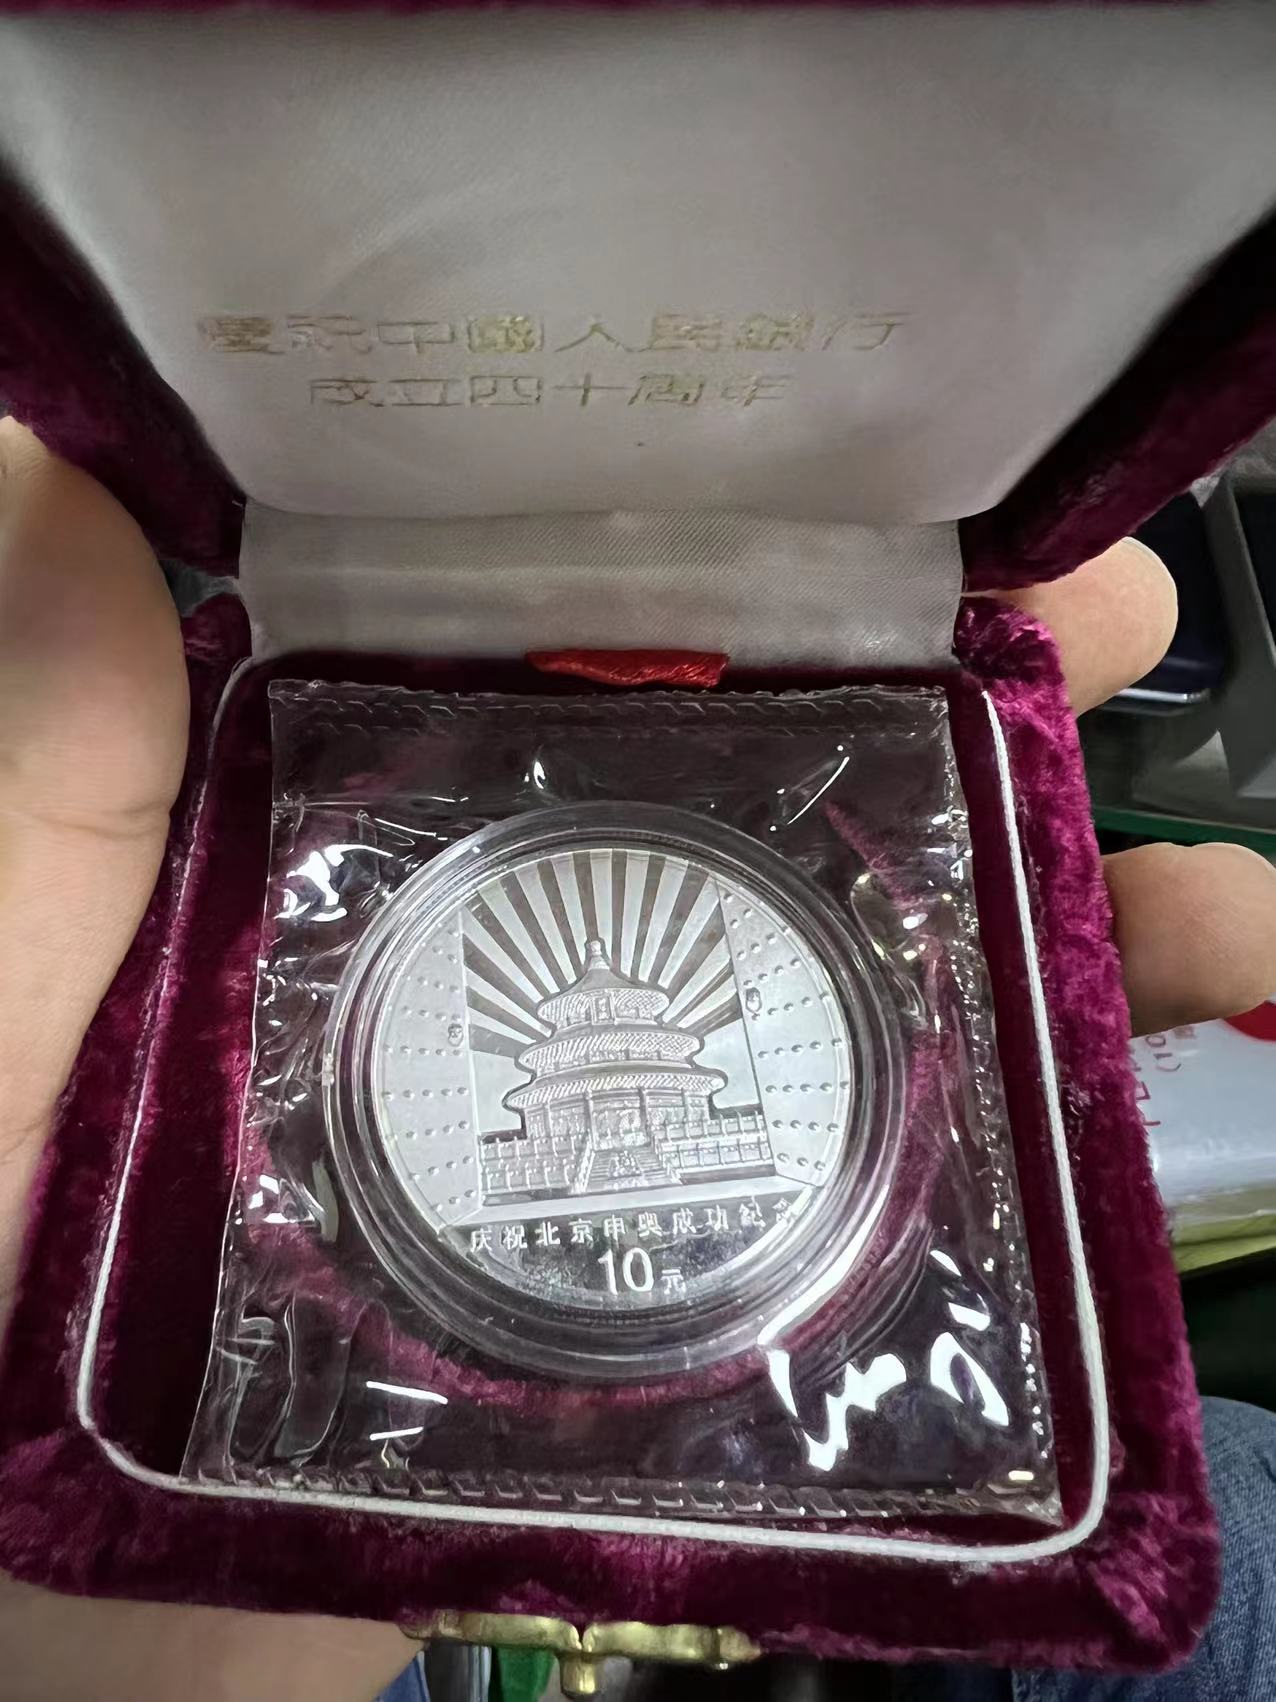 慶祝中國人民銀行
成立四十周年
庆祝北京申奥成功纪念
10元